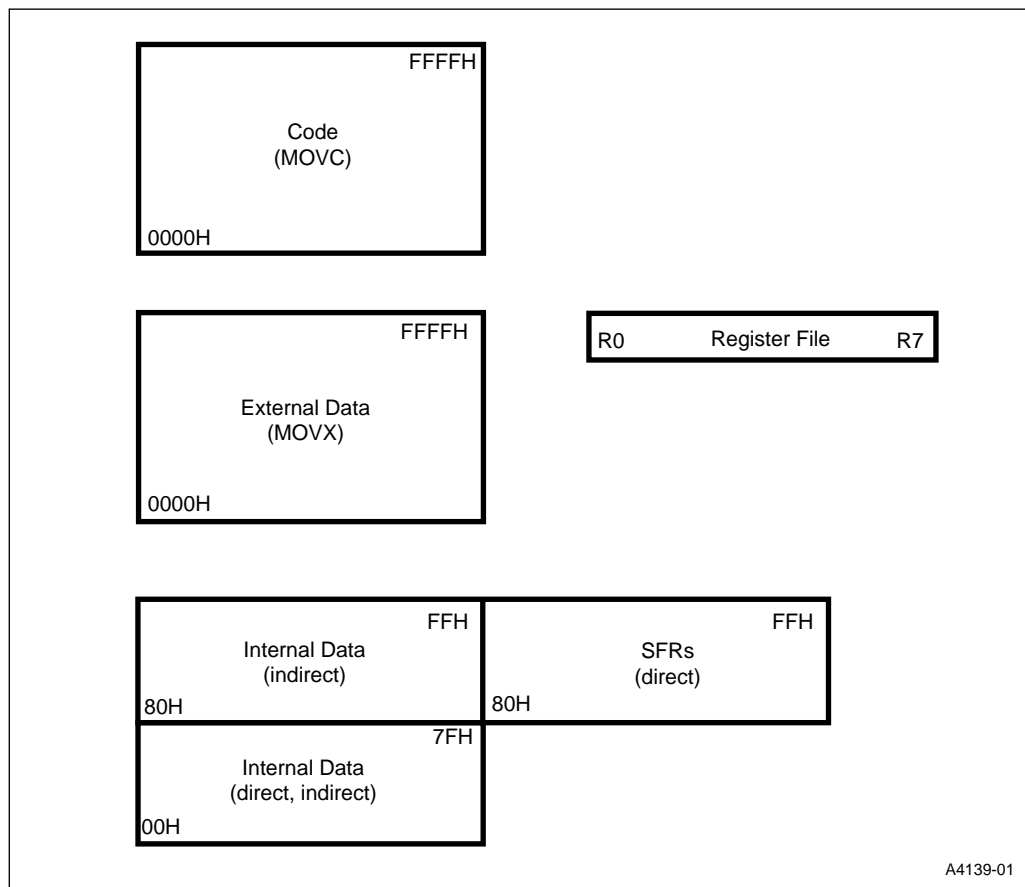 FFFFH
Code
(MOVC)
0000H
FFFFH
External Data
(MOVX)
0000H
R0 Register File R7
FFH
Internal Data
(indirect)
80H
FFH
SFRs
(direct)
80H
7FH
Internal Data
(direct, indirect)
00H
A4139-01